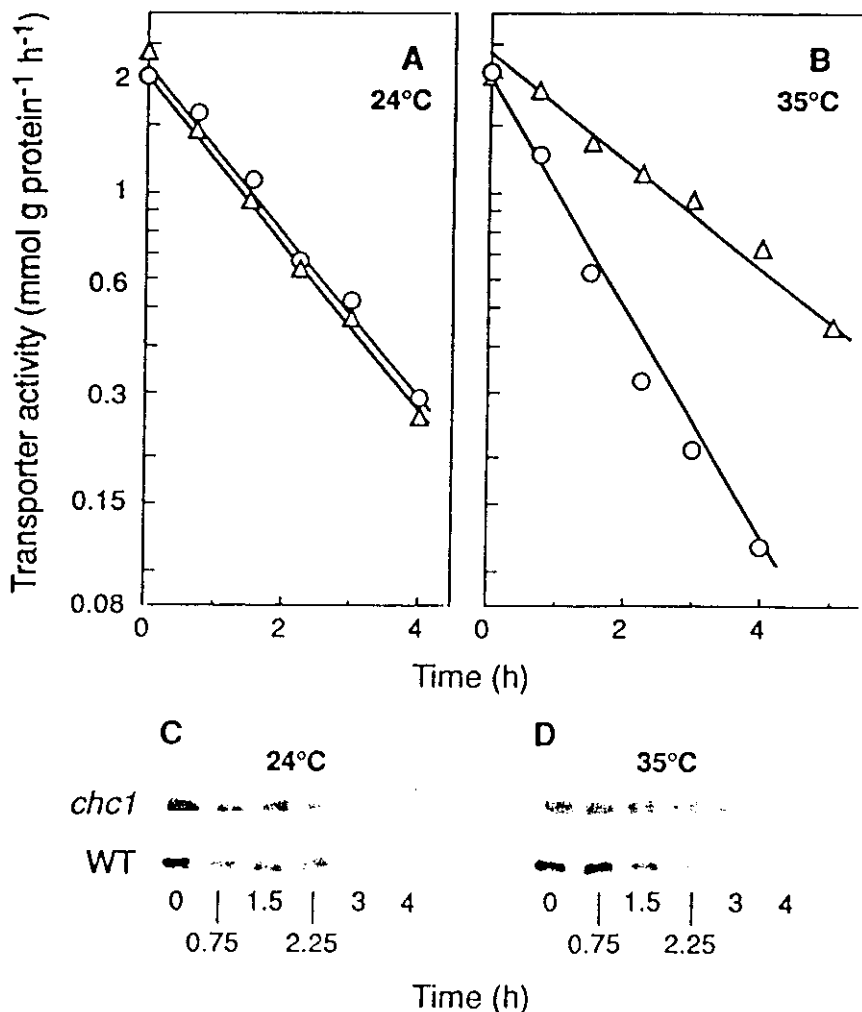 Transporter activity (mmol g protein⁻¹ h⁻¹)
A
24°C
2
1
0.6
0.3
0.15
0.08
0 2 4
B
35°C
0 2 4
Time (h)
C
24°C
D
35°C
chc1
WT
0 1.5 3 4
0.75 2.25
0 1.5 3 4
0.75 2.25
Time (h)